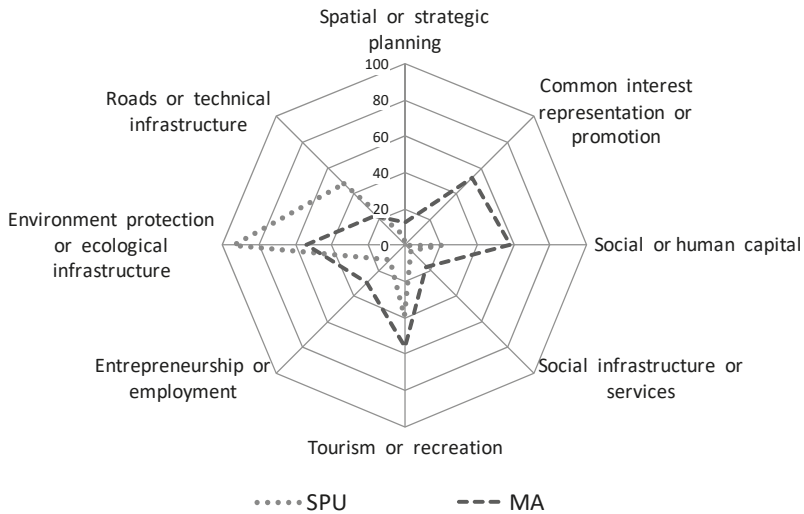 Spatial or strategic
planning
100
80
60
40
20
0
Common interest
representation or
promotion
Roads or technical
infrastructure
Environment protection
or ecological
infrastructure
Social or human capital
Entrepreneurship or
employment
Social infrastructure or
services
Tourism or recreation
SPU
MA